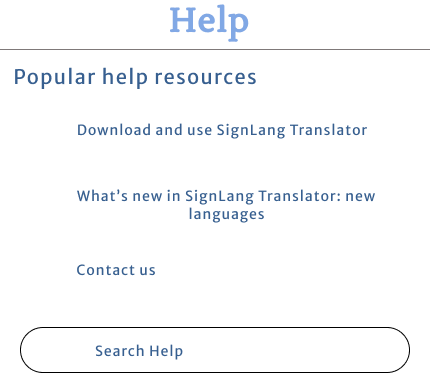 Help
Popular help resources
Download and use SignLang Translator
What’s new in SignLang Translator: new
languages
Contact us
Search Help